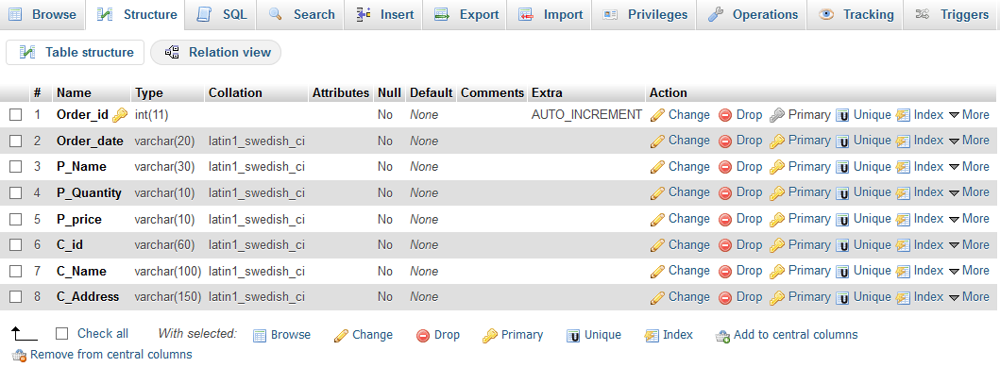 Browse Structure SQL Search Insert Export Import Privileges Operations Tracking Triggers
Table structure Relation view
# Name Type Collation Attributes Null Default Comments Extra Action
1 Order_id int(11) No None AUTO_INCREMENT Change Drop Primary Unique Index More
2 Order_date varchar(20) latin1_swedish_ci No None Change Drop Primary Unique Index More
3 P_Name varchar(30) latin1_swedish_ci No None Change Drop Primary Unique Index More
4 P_Quantity varchar(10) latin1_swedish_ci No None Change Drop Primary Unique Index More
5 P_price varchar(10) latin1_swedish_ci No None Change Drop Primary Unique Index More
6 C_id varchar(60) latin1_swedish_ci No None Change Drop Primary Unique Index More
7 C_Name varchar(100) latin1_swedish_ci No None Change Drop Primary Unique Index More
8 C_Address varchar(150) latin1_swedish_ci No None Change Drop Primary Unique Index More
Check all With selected: Browse Change Drop Primary Unique Index Add to central columns
Remove from central columns